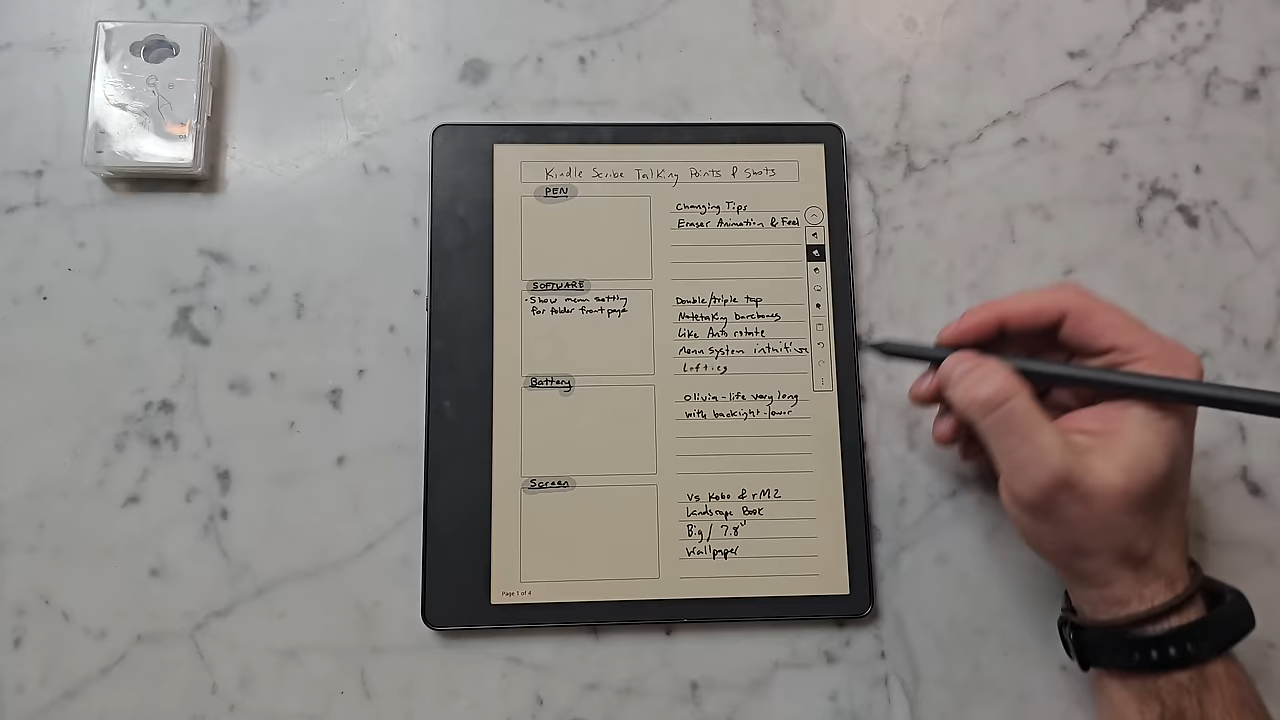 Kindle Scribe Talking Points & Shots
PEN
Changing Tips
Eraser Animation & Feel
SOFTWARE
- Show menu setting
for folder front page
Double/triple tap
Notetaking barebones
Like Auto rotate
Menu system intuitive
Lefties
Battery
olivia - life very long
with backight - lower
Screen
Vs Kobo & rM2
Landscape Book
Big / 7.8"
Wallpaper
Page 1 of 4